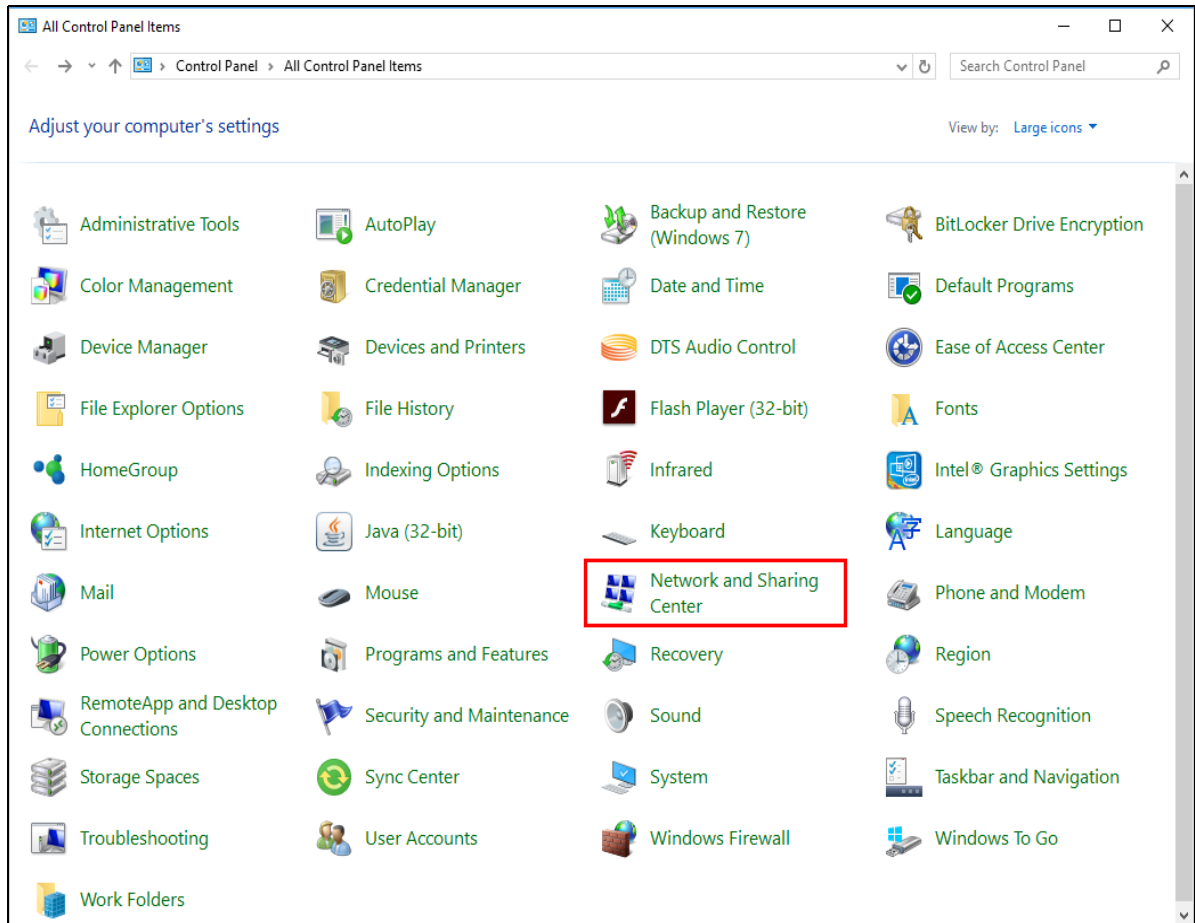 All Control Panel Items
Control Panel > All Control Panel Items
Search Control Panel
Adjust your computer's settings
View by: Large icons
Administrative Tools
AutoPlay
Backup and Restore
(Windows 7)
BitLocker Drive Encryption
Color Management
Credential Manager
Date and Time
Default Programs
Device Manager
Devices and Printers
DTS Audio Control
Ease of Access Center
File Explorer Options
File History
Flash Player (32-bit)
Fonts
HomeGroup
Indexing Options
Infrared
Intel® Graphics Settings
Internet Options
Java (32-bit)
Keyboard
Language
Mail
Mouse
Network and Sharing
Center
Phone and Modem
Power Options
Programs and Features
Recovery
Region
RemoteApp and Desktop
Connections
Security and Maintenance
Sound
Speech Recognition
Storage Spaces
Sync Center
System
Taskbar and Navigation
Troubleshooting
User Accounts
Windows Firewall
Windows To Go
Work Folders